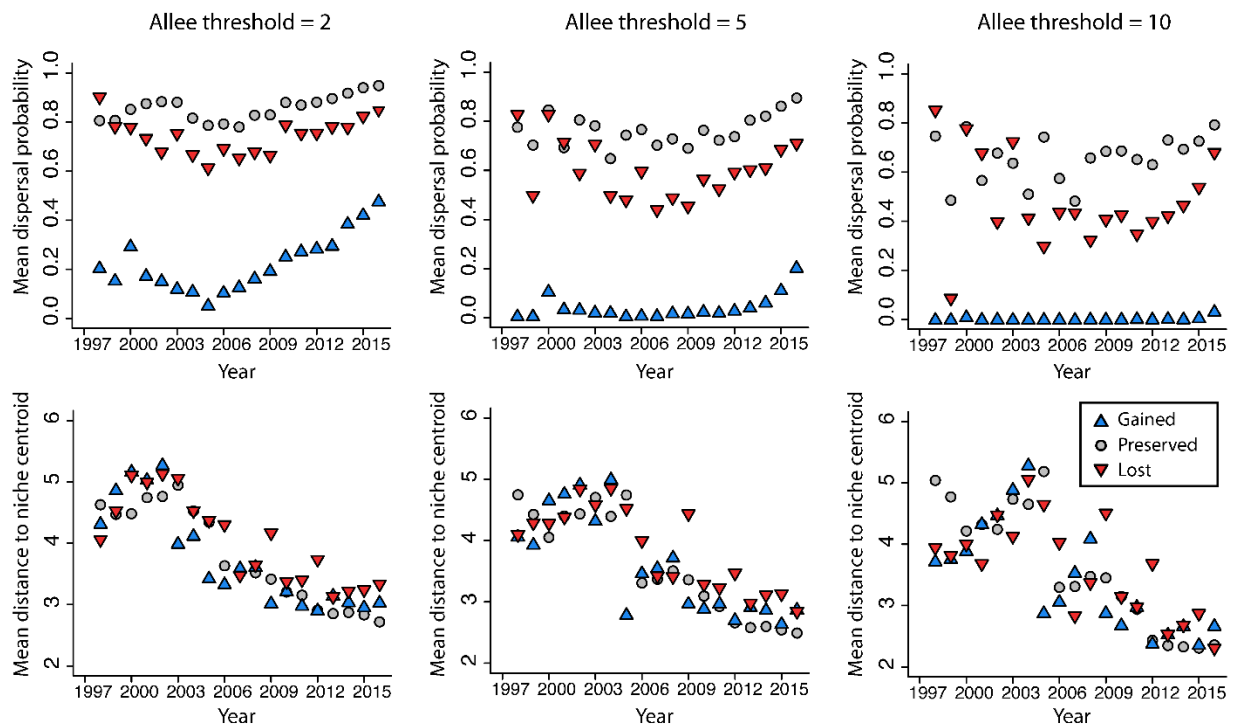 Allee threshold = 2
Allee threshold = 5
Allee threshold = 10
Mean dispersal probability
0.0 0.2 0.4 0.6 0.8 1.0
1997 2000 2003 2006 2009 2012 2015
Year
Mean dispersal probability
0.0 0.2 0.4 0.6 0.8 1.0
1997 2000 2003 2006 2009 2012 2015
Year
Mean dispersal probability
0.0 0.2 0.4 0.6 0.8 1.0
1997 2000 2003 2006 2009 2012 2015
Year
Mean distance to niche centroid
2 3 4 5 6
1997 2000 2003 2006 2009 2012 2015
Year
Mean distance to niche centroid
2 3 4 5 6
1997 2000 2003 2006 2009 2012 2015
Year
Mean distance to niche centroid
2 3 4 5 6
1997 2000 2003 2006 2009 2012 2015
Year
Gained
Preserved
Lost